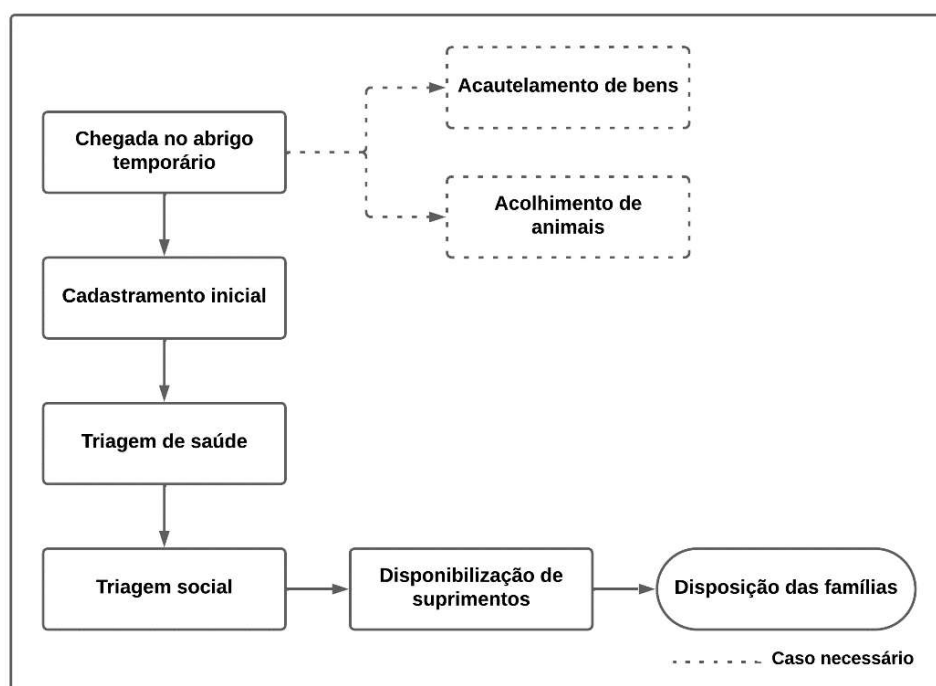 Acautelamento de bens
Chegada no abrigo
temporário
Acolhimento de
animais
Cadastramento inicial
Triagem de saúde
Triagem social
Disponibilização de
suprimentos
Disposição das famílias
Caso necessário